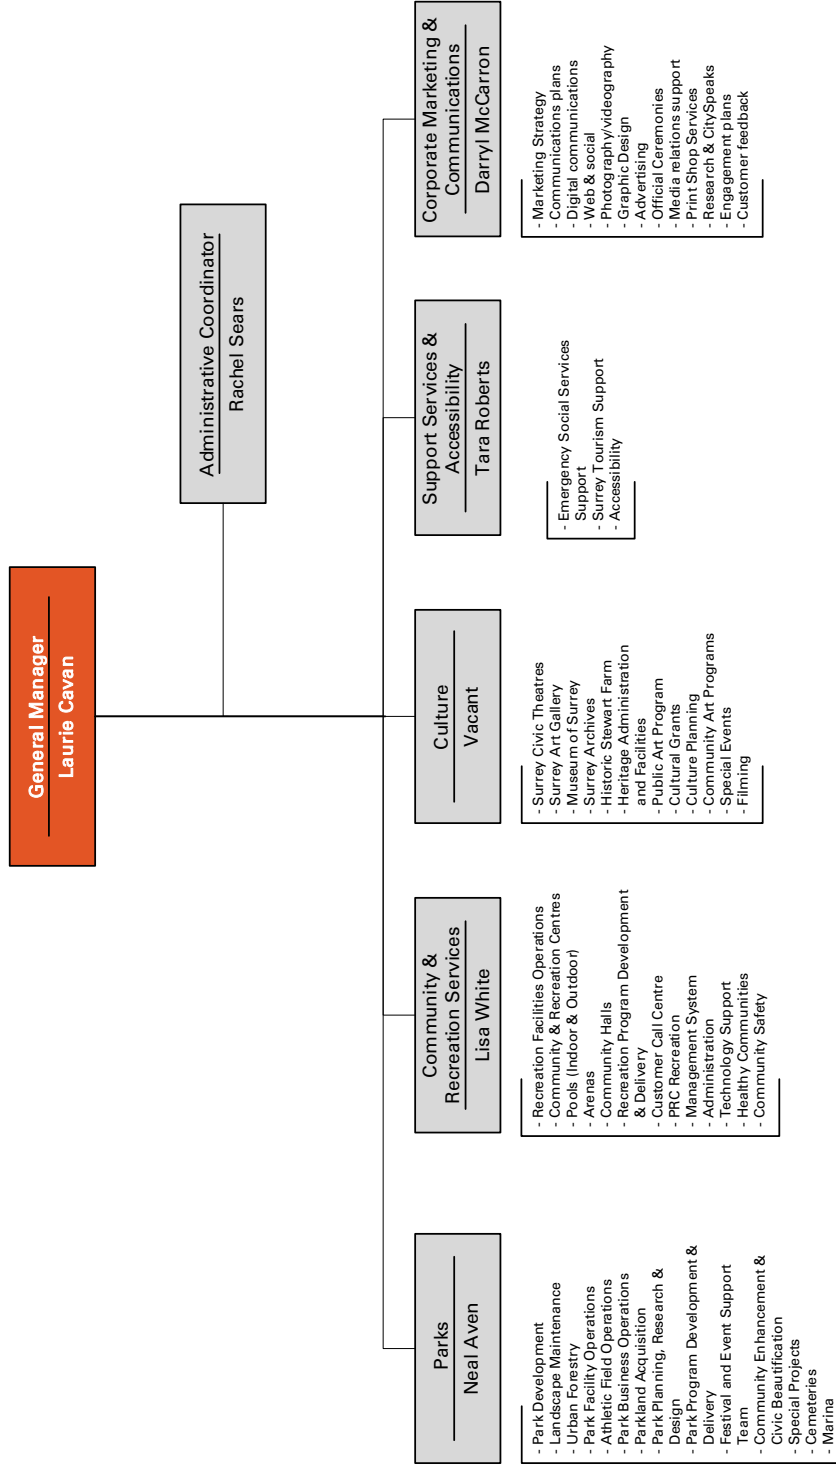 General Manager
Laurie Cavan
Administrative Coordinator
Rachel Sears
Parks
Neal Aven
- Park Development
- Landscape Maintenance
- Urban Forestry
- Park Facility Operations
- Athletic Field Operations
- Park Business Operations
- Parkland Acquisition
- Park Planning, Research &
Design
- Park Program Development &
Delivery
- Festival and Event Support
Team
- Community Enhancement &
Civic Beautification
- Special Projects
- Cemeteries
- Marina
Community &
Recreation Services
Lisa White
- Recreation Facilities Operations
- Community & Recreation Centres
- Pools (Indoor & Outdoor)
- Arenas
- Community Halls
- Recreation Program Development
& Delivery
- Customer Call Centre
- PRC Recreation
- Management System
- Administration
- Technology Support
- Healthy Communities
- Community Safety
Culture
Vacant
- Surrey Civic Theatres
- Surrey Art Gallery
- Museum of Surrey
- Surrey Archives
- Historic Stewart Farm
- Heritage Administration
and Facilities
- Public Art Program
- Cultural Grants
- Culture Planning
- Community Art Programs
- Special Events
- Filming
Support Services &
Accessibility
Tara Roberts
- Emergency Social Services
Support
- Surrey Tourism Support
- Accessibility
Corporate Marketing &
Communications
Darryl McCarron
- Marketing Strategy
- Communications plans
- Digital communications
- Web & social
- Photography/videography
- Graphic Design
- Advertising
- Official Ceremonies
- Media relations support
- Print Shop Services
- Research & CitySpeaks
- Engagement plans
- Customer feedback